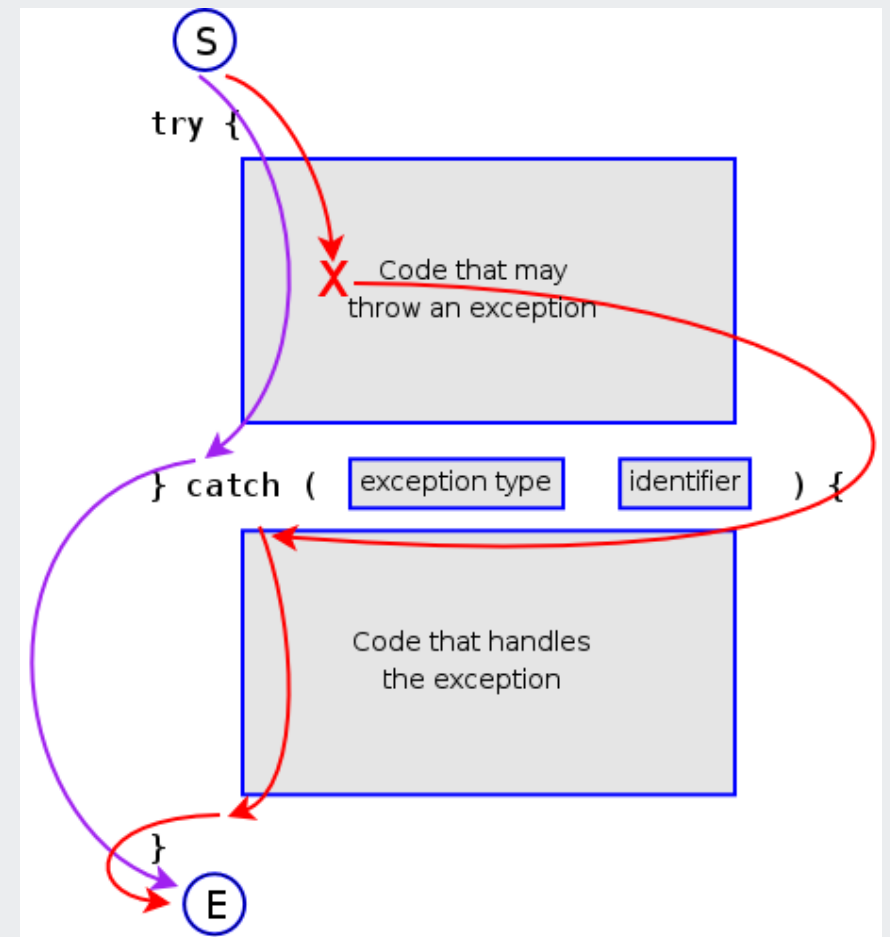 S
try {
X
Code that may
throw an exception
} catch ( exception type identifier ) {
Code that handles
the exception
}
E